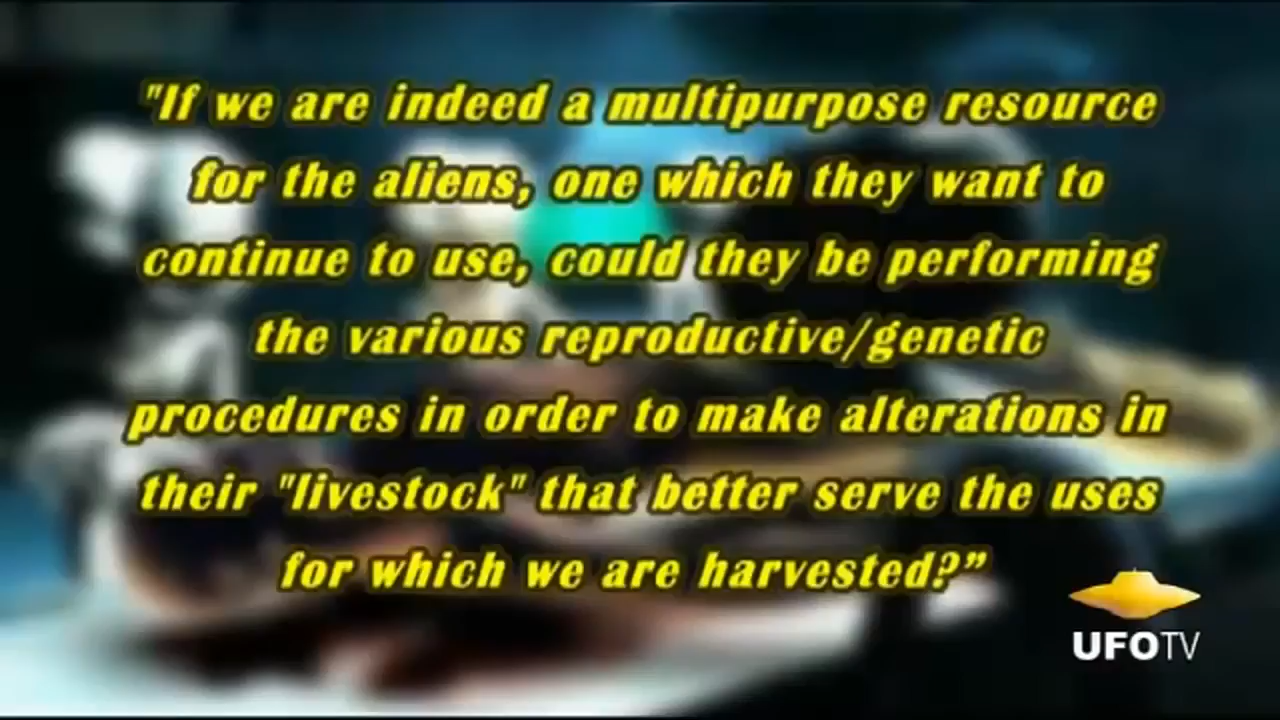 "If we are indeed a multipurpose resource
for the aliens, one which they want to
continue to use, could they be performing
the various reproductive/genetic
procedures in order to make alterations in
their "livestock" that better serve the uses
for which we are harvested?”
UFOTV